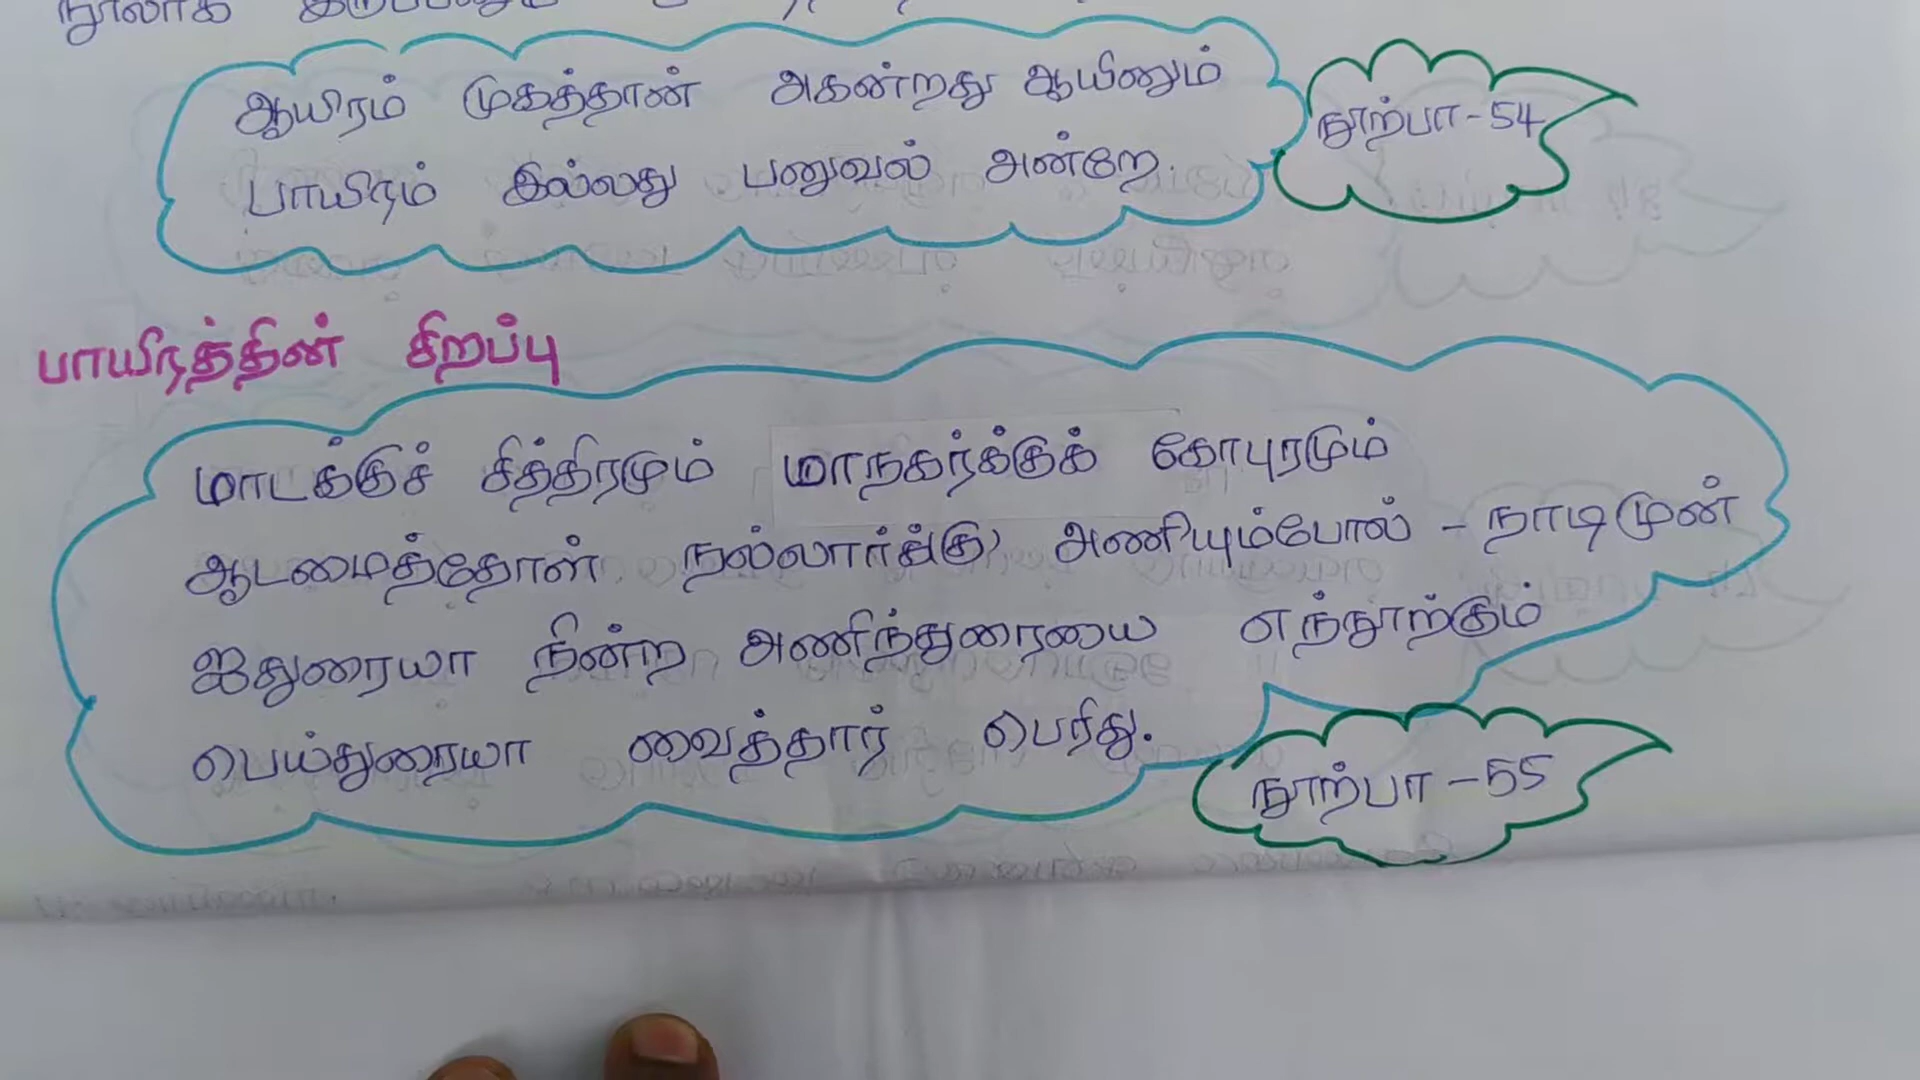 நூலாக
ஆயிரம் முகத்தான் அகன்றது ஆயினும்
பாயிரம் இல்லது பனுவல் அன்றே.
நூற்பா - 54
பாயிரத்தின் சிறப்பு
மாடக்குச் சித்திரமும் மாநகர்க்குக் கோபுரமும்
ஆடமைத்தோள் நல்லார்க்கு அணியும்போல் - நாடிமுன்
ஐதுரையா நின்ற அணிந்துரையை எந்நூற்கும்
பெய்துரையா வைத்தார் பெரிது.
நூற்பா - 55